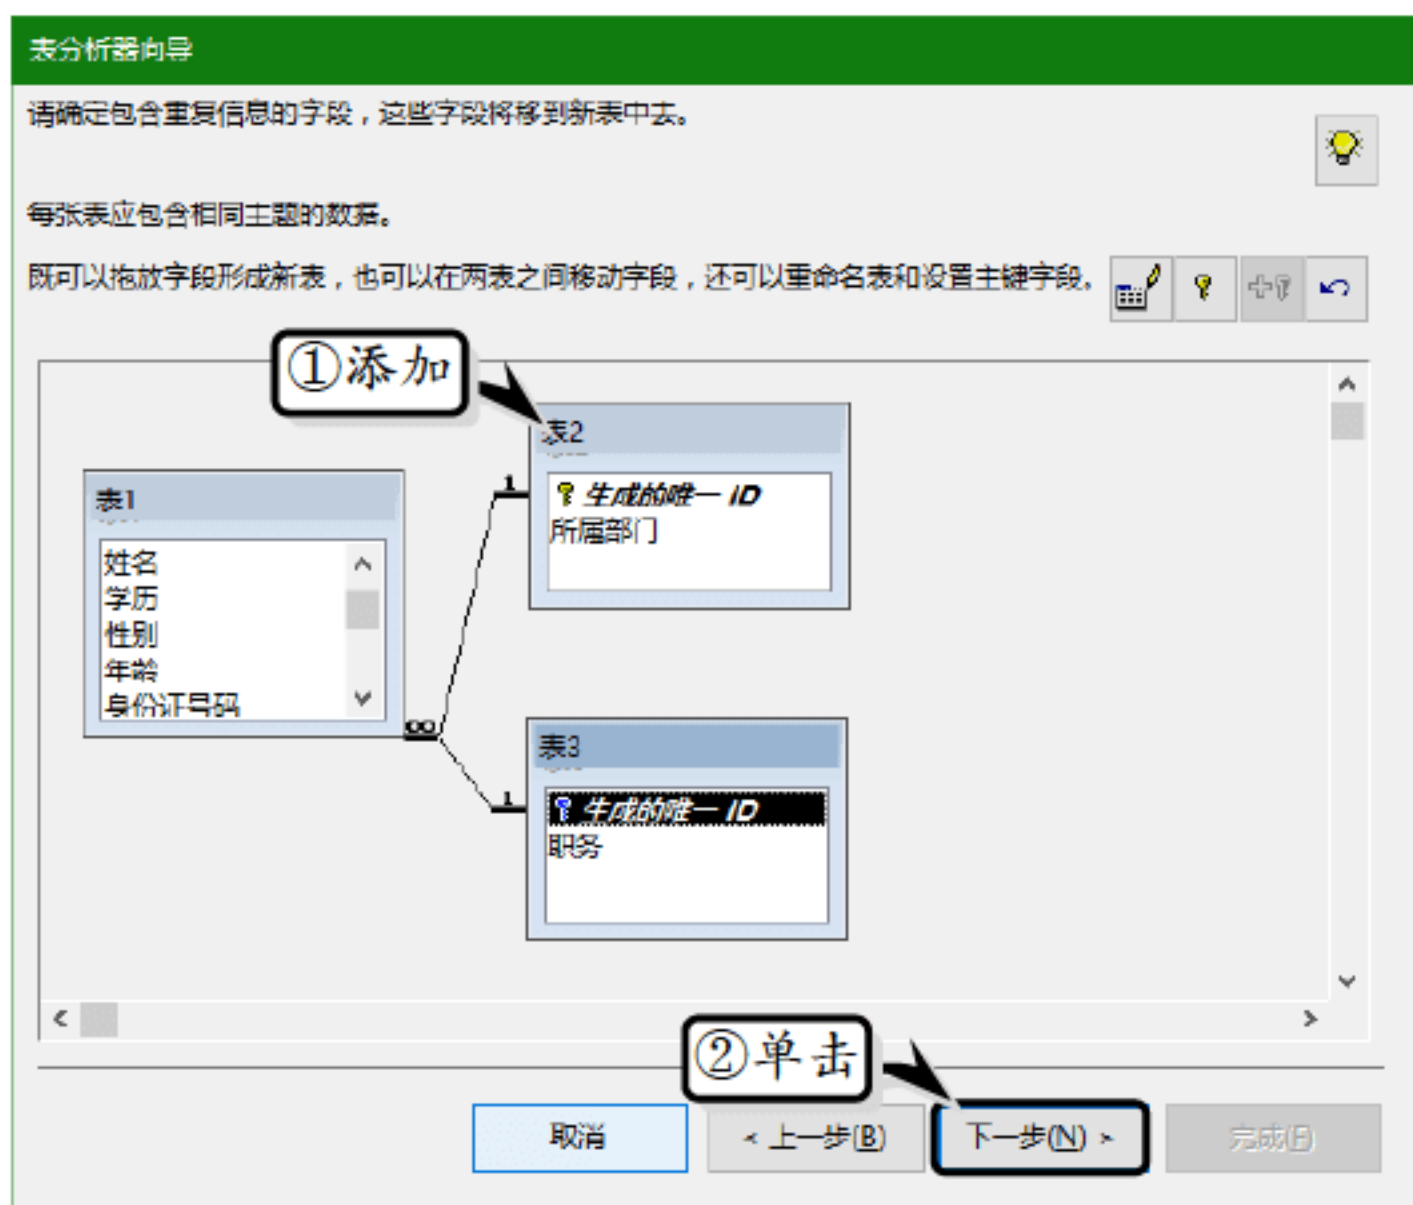 表分析器向导
请确定包含重复信息的字段，这些字段将移到新表中去。
每张表应包含相同主题的数据。
既可以拖放字段形成新表，也可以在两表之间移动字段，还可以重命名表和设置主键字段。
①添加
表2
1
生成的唯一 ID
所属部门
表1
姓名
学历
性别
年龄
身份证号码
∞
表3
1
生成的唯一 ID
职务
②单击
取消
< 上一步(B)
下一步(N) >
完成(F)